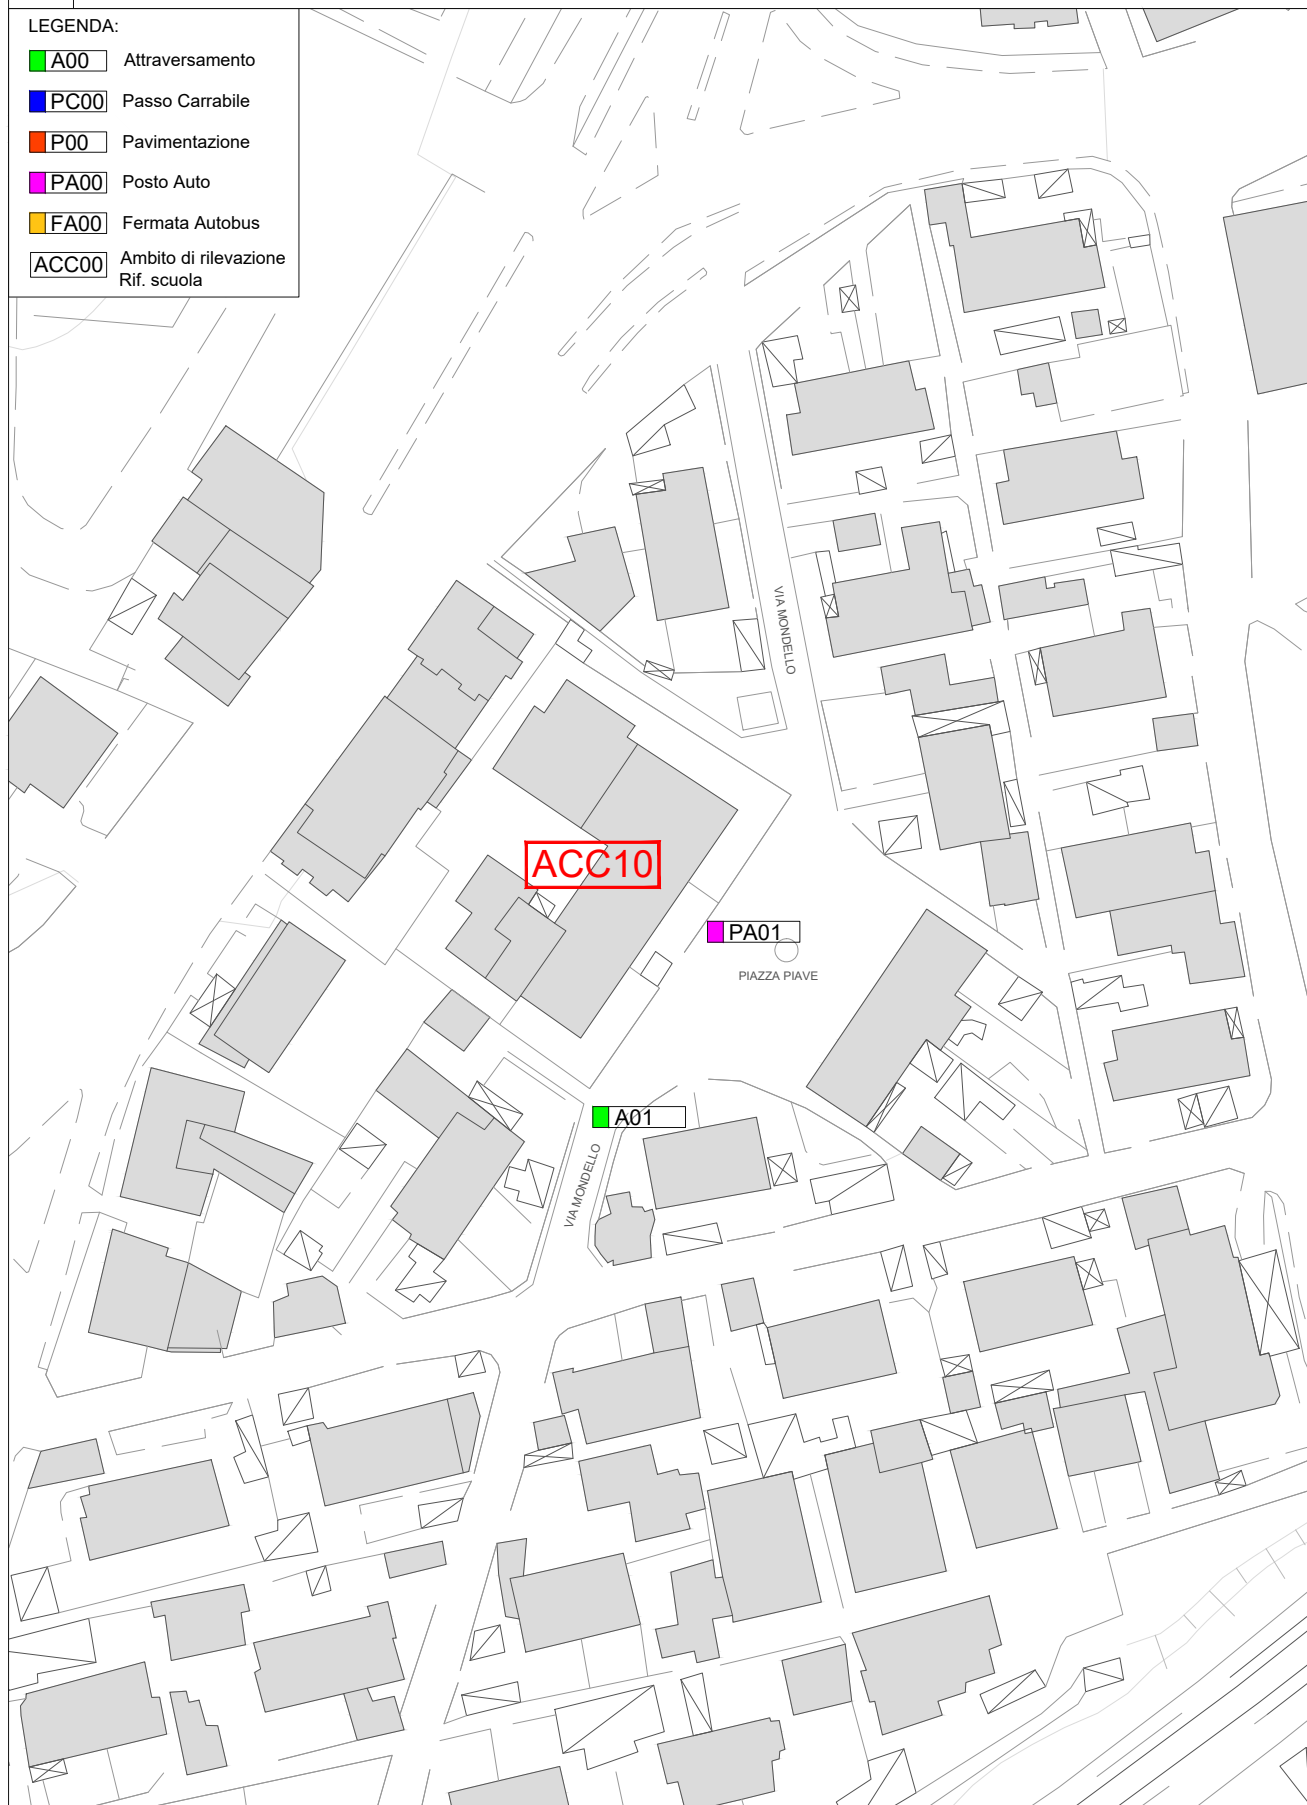 LEGENDA:
A00 Attraversamento
PC00 Passo Carrabile
P00 Pavimentazione
PA00 Posto Auto
FA00 Fermata Autobus
ACC00 Ambito di rilevazione
Rif. scuola
VIA MONDELLO
ACC10
PA01
PIAZZA PIAVE
A01
VIA MONDELLO